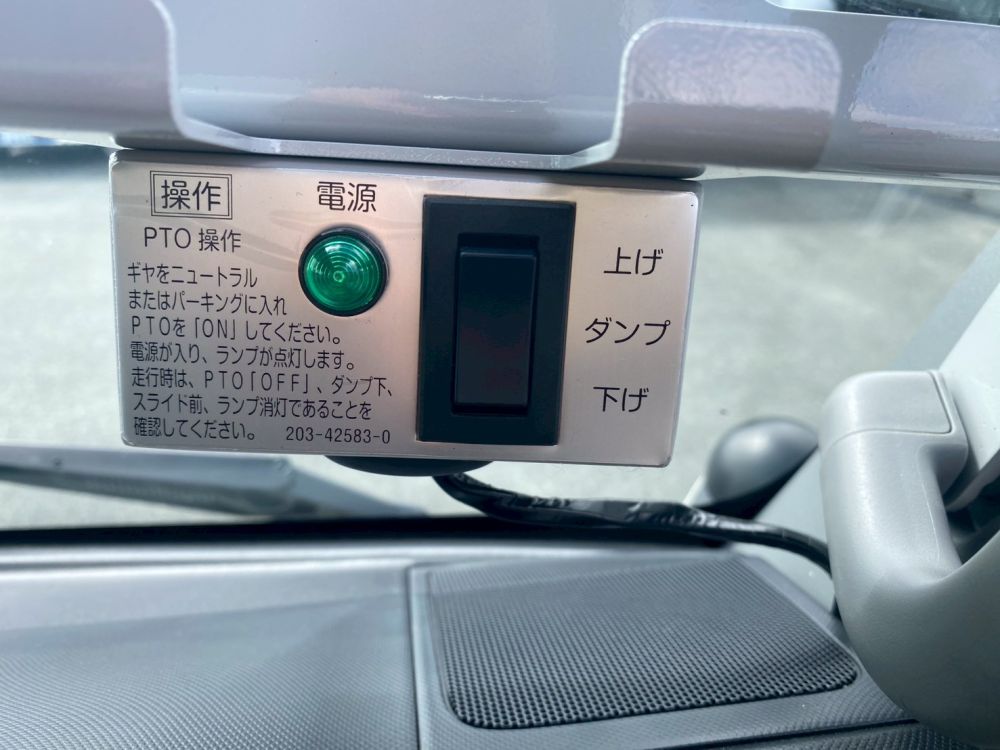 操作
電源
PTO 操作
ギヤをニュートラル
またはパーキングに入れ
PTOを「ON」してください。
電源が入り、ランプが点灯します。
走行時は、PTO「OFF」、ダンプ下、
スライド前、ランプ消灯であることを
確認してください。 203-42583-0
上げ
ダンプ
下げ